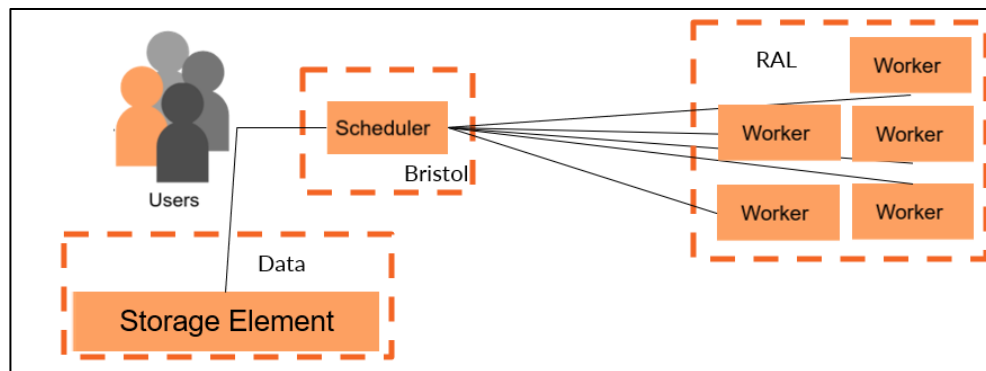 RAL
Worker
Scheduler
Worker
Worker
Bristol
Users
Worker
Worker
Data
Storage Element